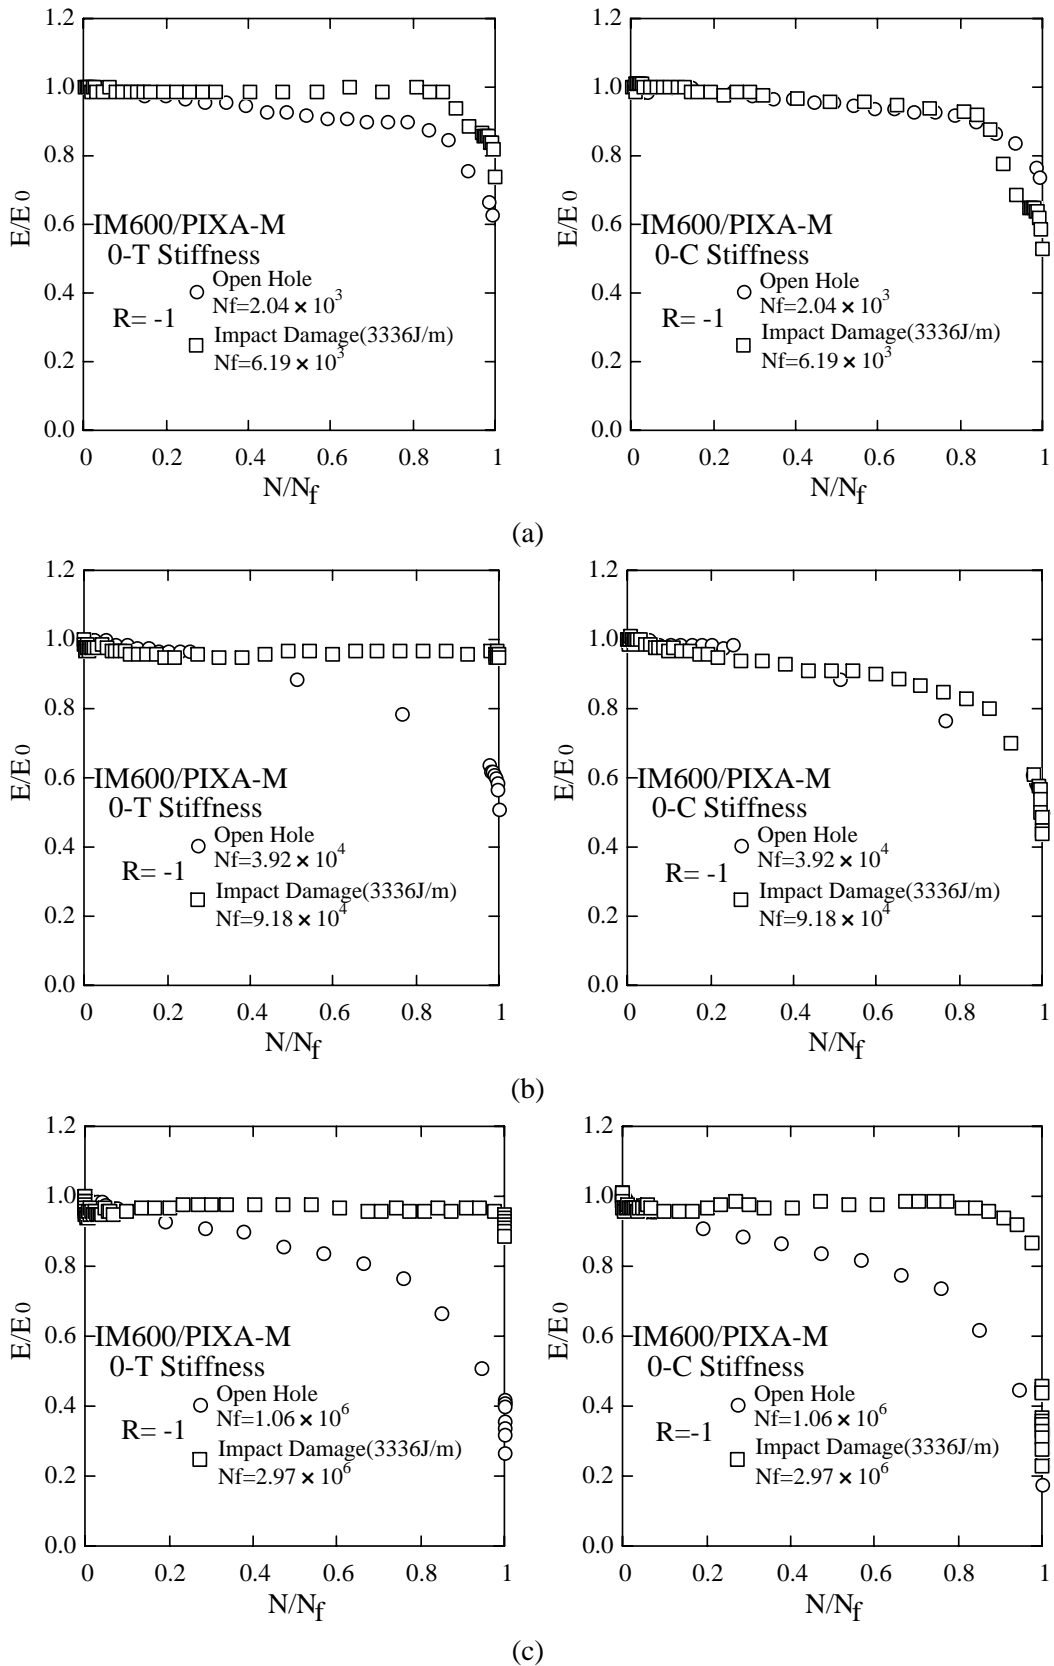 1.2
1.0
0.8
0.6
0.4
0.2
0.0
E/E0
IM600/PIXA-M
0-T Stiffness
Open Hole
Nf=2.04 × 10^3
R= -1
Impact Damage(3336J/m)
Nf=6.19 × 10^3
0 0.2 0.4 0.6 0.8 1
N/Nf
1.2
1.0
0.8
0.6
0.4
0.2
0.0
E/E0
IM600/PIXA-M
0-C Stiffness
Open Hole
Nf=2.04 × 10^3
R= -1
Impact Damage(3336J/m)
Nf=6.19 × 10^3
0 0.2 0.4 0.6 0.8 1
N/Nf
(a)
1.2
1.0
0.8
0.6
0.4
0.2
0.0
E/E0
IM600/PIXA-M
0-T Stiffness
Open Hole
Nf=3.92 × 10^4
R= -1
Impact Damage(3336J/m)
Nf=9.18 × 10^4
0 0.2 0.4 0.6 0.8 1
N/Nf
1.2
1.0
0.8
0.6
0.4
0.2
0.0
E/E0
IM600/PIXA-M
0-C Stiffness
Open Hole
Nf=3.92 × 10^4
R= -1
Impact Damage(3336J/m)
Nf=9.18 × 10^4
0 0.2 0.4 0.6 0.8 1
N/Nf
(b)
1.2
1.0
0.8
0.6
0.4
0.2
0.0
E/E0
IM600/PIXA-M
0-T Stiffness
Open Hole
Nf=1.06 × 10^6
R= -1
Impact Damage(3336J/m)
Nf=2.97 × 10^6
0 0.2 0.4 0.6 0.8 1
N/Nf
1.2
1.0
0.8
0.6
0.4
0.2
0.0
E/E0
IM600/PIXA-M
0-C Stiffness
Open Hole
Nf=1.06 × 10^6
R=-1
Impact Damage(3336J/m)
Nf=2.97 × 10^6
0 0.2 0.4 0.6 0.8 1
N/Nf
(c)